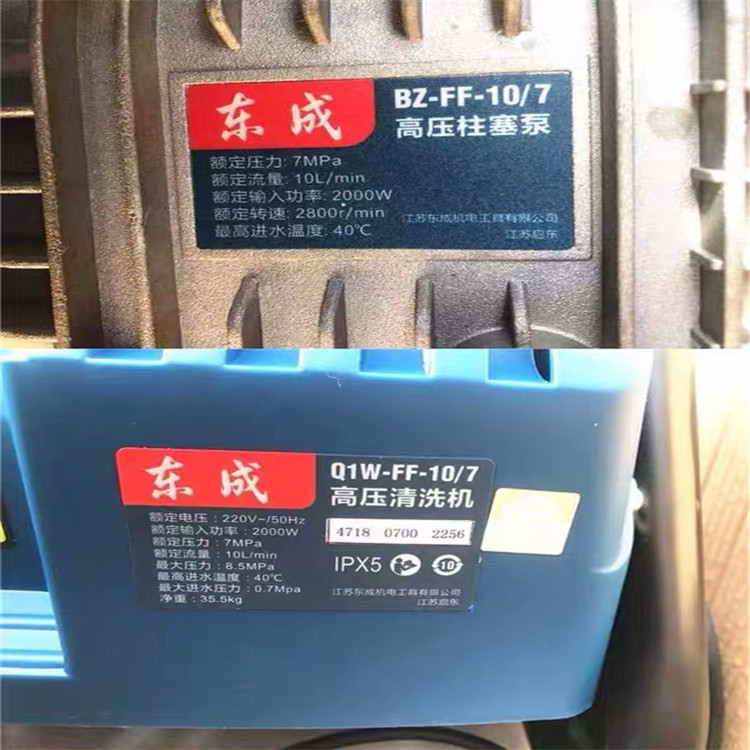 东成
BZ-FF-10/7
高压柱塞泵
额定压力: 7MPa
额定流量: 10L/min
额定输入功率: 2000W
额定转速: 2800r/min
最高进水温度: 40℃
江苏东成机电工具有限公司
江苏启东
东成
Q1W-FF-10/7
高压清洗机
额定电压 : 220V~/50Hz
额定输入功率 : 2000W
额定压力 : 7MPa
额定流量 : 10L/min
最大压力 : 8.5MPa
最高进水温度 : 40℃
最大进水压力 : 0.7Mpa
净重 : 35.5kg
4718 0700 2256
IPX5
10
江苏东成机电工具有限公司
江苏启东